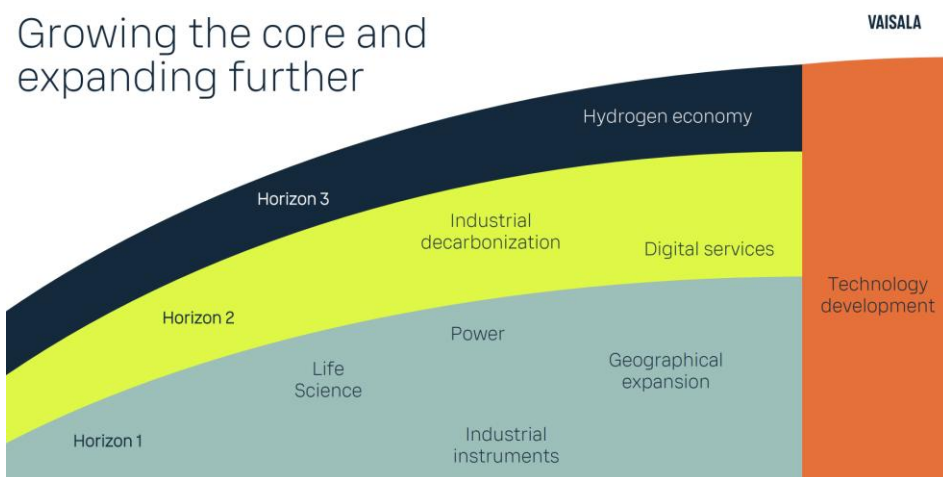 Growing the core and
expanding further
VAISALA
Hydrogen economy
Horizon 3
Industrial
decarbonization
Digital services
Technology
development
Horizon 2
Power
Life
Science
Geographical
expansion
Horizon 1
Industrial
instruments